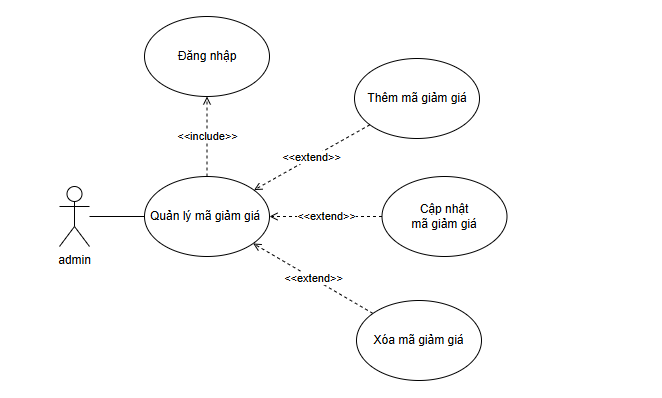 Đăng nhập
Thêm mã giảm giá
<<include>>
<<extend>>
Quản lý mã giảm giá
<<extend>>
Cập nhật
mã giảm giá
admin
<<extend>>
Xóa mã giảm giá